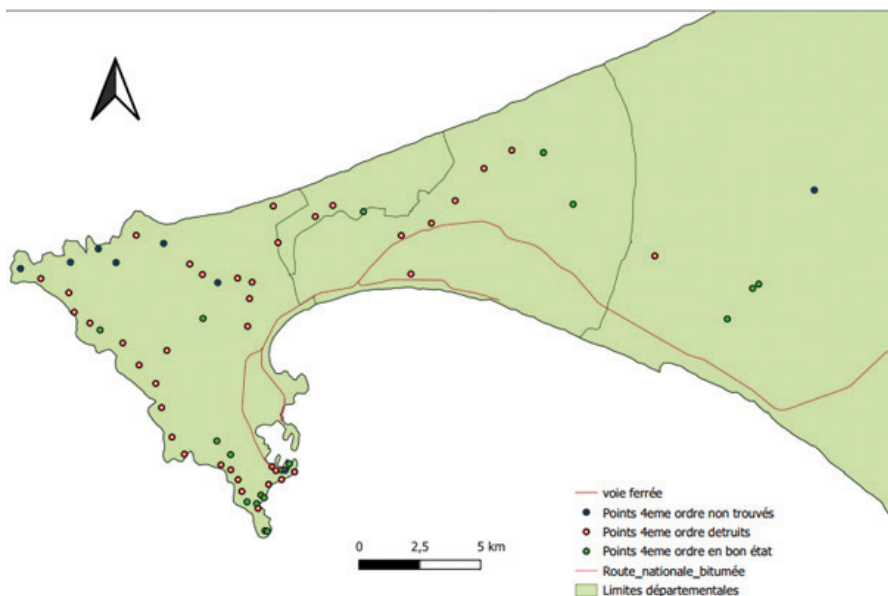 0 2,5 5 km
voie ferrée
Points 4eme ordre non trouvés
Points 4eme ordre detruits
Points 4eme ordre en bon état
Route_nationale_bitumée
Limites départementales